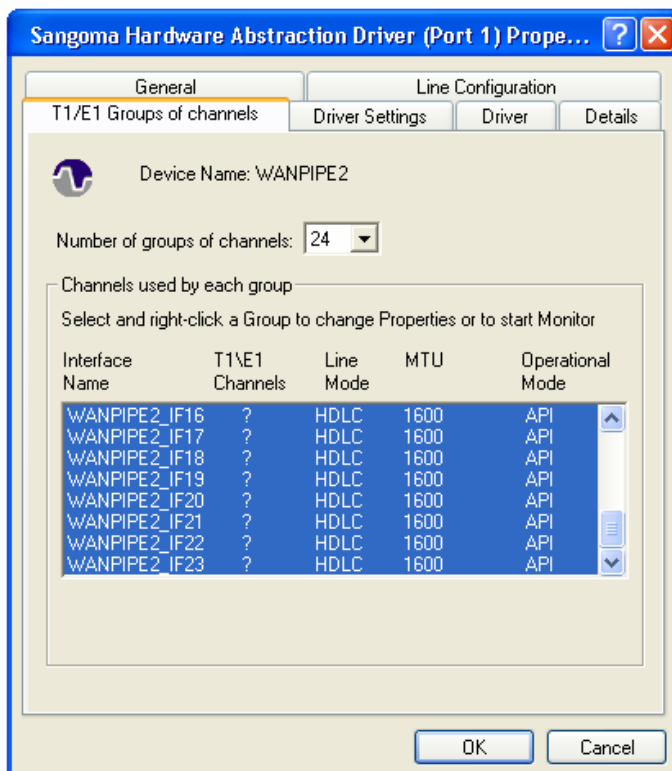 Sangoma Hardware Abstraction Driver (Port 1) Prope...
General Line Configuration
T1/E1 Groups of channels Driver Settings Driver Details
Device Name: WANPIPE2
Number of groups of channels: 24
Channels used by each group
Select and right-click a Group to change Properties or to start Monitor
Interface T1\E1 Line MTU Operational
Name Channels Mode Mode
WANPIPE2_IF16 ? HDLC 1600 API
WANPIPE2_IF17 ? HDLC 1600 API
WANPIPE2_IF18 ? HDLC 1600 API
WANPIPE2_IF19 ? HDLC 1600 API
WANPIPE2_IF20 ? HDLC 1600 API
WANPIPE2_IF21 ? HDLC 1600 API
WANPIPE2_IF22 ? HDLC 1600 API
WANPIPE2_IF23 ? HDLC 1600 API
OK Cancel